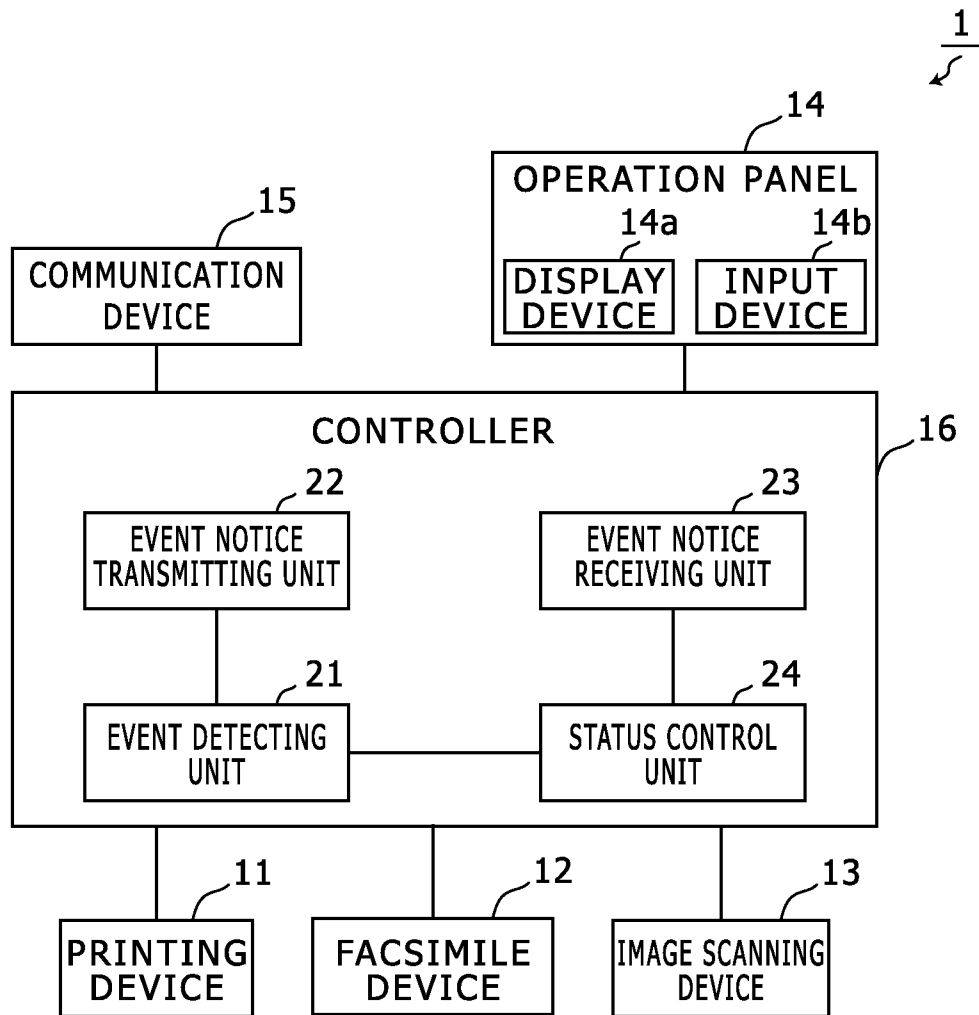 1
14
OPERATION PANEL
14a
14b
DISPLAY
DEVICE
INPUT
DEVICE
15
COMMUNICATION
DEVICE
16
CONTROLLER
22
EVENT NOTICE
TRANSMITTING UNIT
23
EVENT NOTICE
RECEIVING UNIT
21
EVENT DETECTING
UNIT
24
STATUS CONTROL
UNIT
11
PRINTING
DEVICE
12
FACSIMILE
DEVICE
13
IMAGE SCANNING
DEVICE